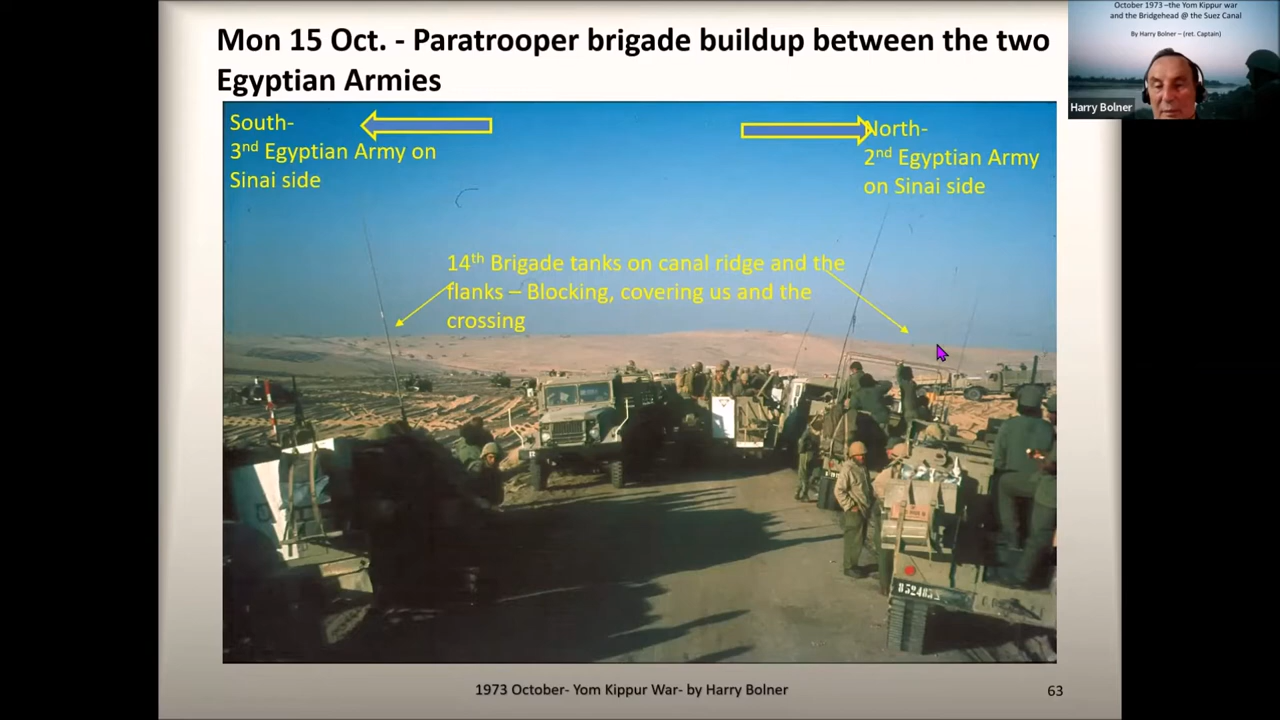 Mon 15 Oct. - Paratrooper brigade buildup between the two
Egyptian Armies
October 1973 –the Yom Kippur war
and the Bridgehead @ the Suez Canal
By Harry Bolner – (ret. Captain)
Harry Bolner
South-
3nd Egyptian Army on
Sinai side
North-
2nd Egyptian Army
on Sinai side
14th Brigade tanks on canal ridge and the
flanks – Blocking, covering us and the
crossing
1973 October- Yom Kippur War- by Harry Bolner
63